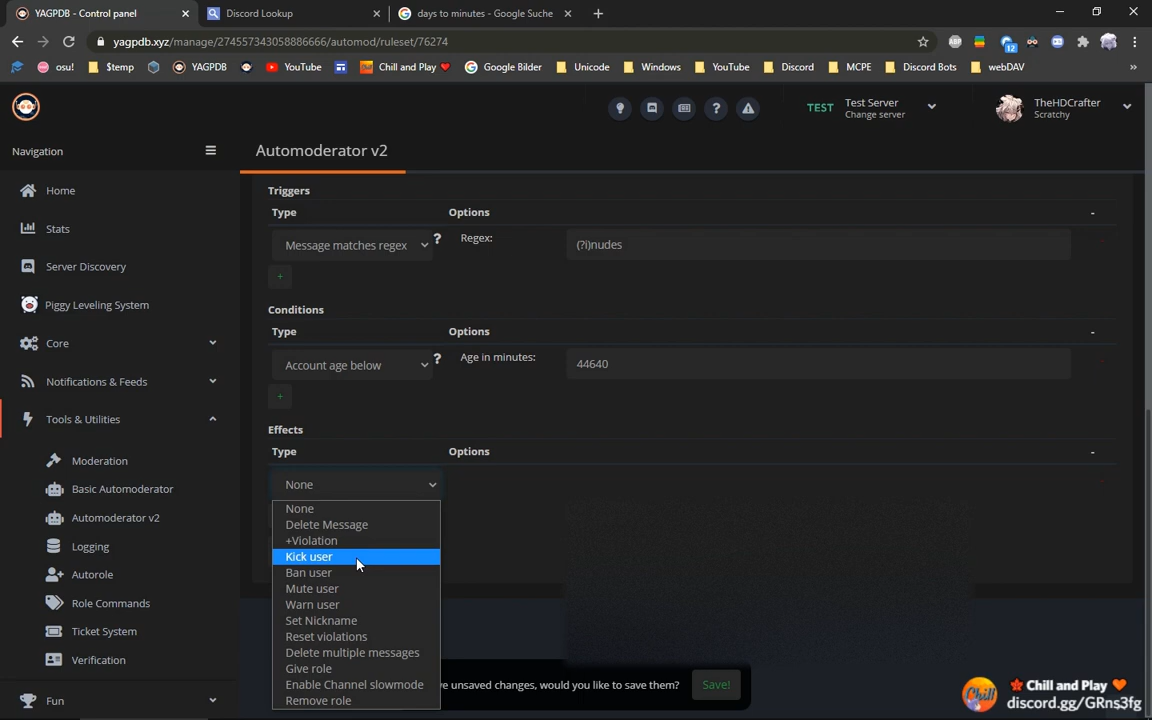 YAGPDB - Control panel
Discord Lookup
days to minutes - Google Suche
yagpdb.xyz/manage/274557343058886666/automod/ruleset/76274
12
osu!
$temp
YAGPDB
YouTube
Chill and Play
Google Bilder
Unicode
Windows
YouTube
Discord
MCPE
Discord Bots
webDAV
TEST
Test Server
Change server
TheHDCrafter
Scratchy
Navigation
Automoderator v2
Home
Stats
Server Discovery
Piggy Leveling System
Core
Notifications & Feeds
Tools & Utilities
Moderation
Basic Automoderator
Automoderator v2
Logging
Autorole
Role Commands
Ticket System
Verification
Fun
Triggers
Type
Options
-
Message matches regex
?
Regex:
(?i)nudes
+
Conditions
Type
Options
-
Account age below
?
Age in minutes:
44640
+
Effects
Type
Options
-
None
None
Delete Message
+Violation
Kick user
Ban user
Mute user
Warn user
Set Nickname
Reset violations
Delete multiple messages
Give role
Enable Channel slowmode
Remove role
ve unsaved changes, would you like to save them?
Save!
Chill
Chill and Play
discord.gg/GRns3fg